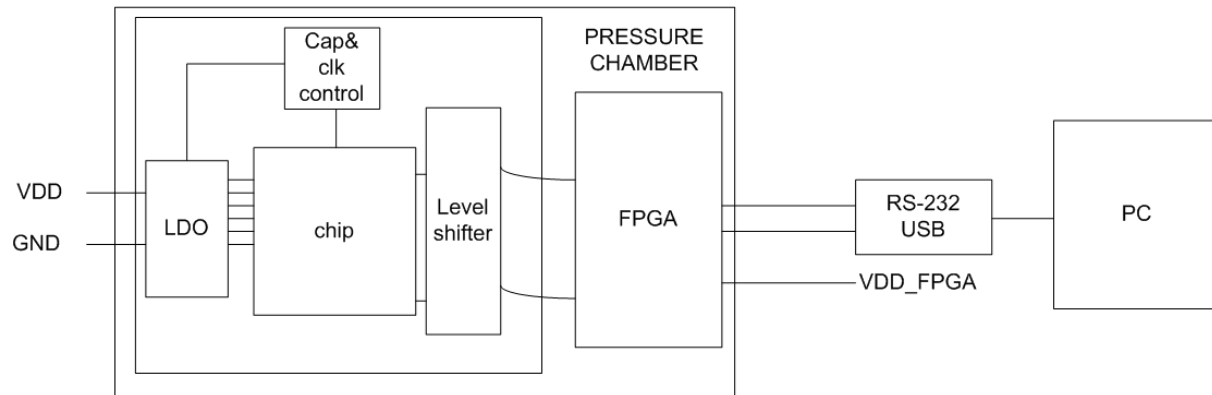 Cap&
clk
control
PRESSURE
CHAMBER
VDD
GND
LDO
chip
Level
shifter
FPGA
RS-232
USB
VDD_FPGA
PC